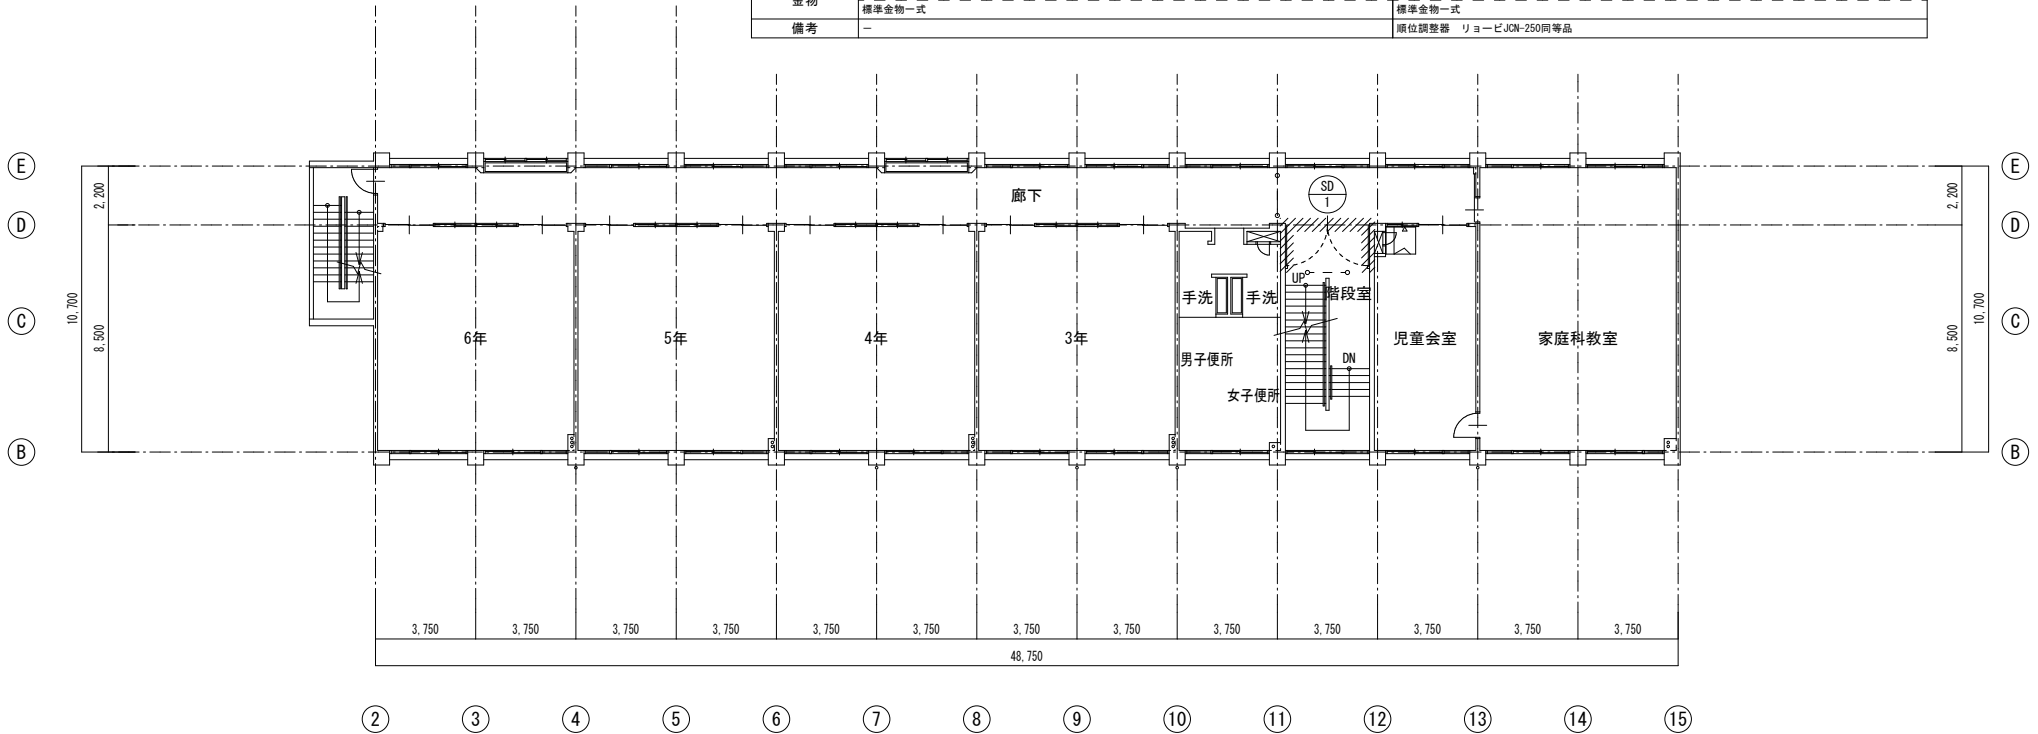 金物
標準金物一式
標準金物一式
備考
－
順位調整器　リョービJCN-250同等品
E
E
2,200
廊下
SD
1
2,200
D
D
10,700
8,500
UP
階段室
手洗
手洗
C
C
10,700
8,500
6年
5年
4年
3年
児童会室
家庭科教室
男子便所
DN
女子便所
B
B
3,750
3,750
3,750
3,750
3,750
3,750
3,750
3,750
3,750
3,750
3,750
3,750
3,750
48,750
2
3
4
5
6
7
8
9
10
11
12
13
14
15